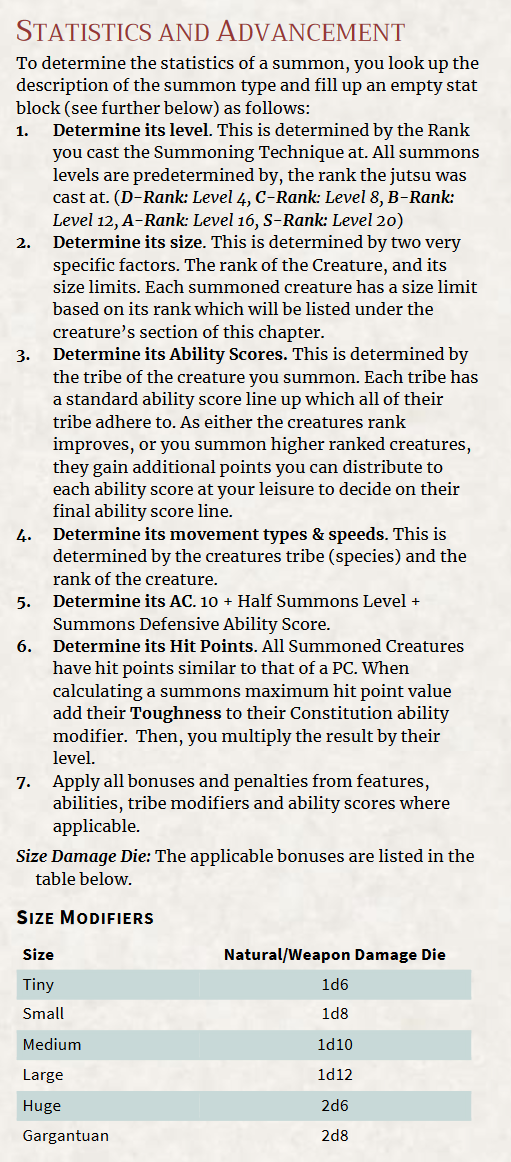 STATISTICS AND ADVANCEMENT
To determine the statistics of a summon, you look up the
description of the summon type and fill up an empty stat
block (see further below) as follows:
1. Determine its level. This is determined by the Rank
you cast the Summoning Technique at. All summons
levels are predetermined by, the rank the jutsu was
cast at. (D-Rank: Level 4, C-Rank: Level 8, B-Rank:
Level 12, A-Rank: Level 16, S-Rank: Level 20)
2. Determine its size. This is determined by two very
specific factors. The rank of the Creature, and its
size limits. Each summoned creature has a size limit
based on its rank which will be listed under the
creature's section of this chapter.
3. Determine its Ability Scores. This is determined by
the tribe of the creature you summon. Each tribe has
a standard ability score line up which all of their
tribe adhere to. As either the creatures rank
improves, or you summon higher ranked creatures,
they gain additional points you can distribute to
each ability score at your leisure to decide on their
final ability score line.
4. Determine its movement types & speeds. This is
determined by the creatures tribe (species) and the
rank of the creature.
5. Determine its AC. 10 + Half Summons Level +
Summons Defensive Ability Score.
6. Determine its Hit Points. All Summoned Creatures
have hit points similar to that of a PC. When
calculating a summons maximum hit point value
add their Toughness to their Constitution ability
modifier. Then, you multiply the result by their
level.
7. Apply all bonuses and penalties from features,
abilities, tribe modifiers and ability scores where
applicable.
Size Damage Die: The applicable bonuses are listed in the
table below.
SIZE MODIFIERS
Size Natural/Weapon Damage Die
Tiny 1d6
Small 1d8
Medium 1d10
Large 1d12
Huge 2d6
Gargantuan 2d8